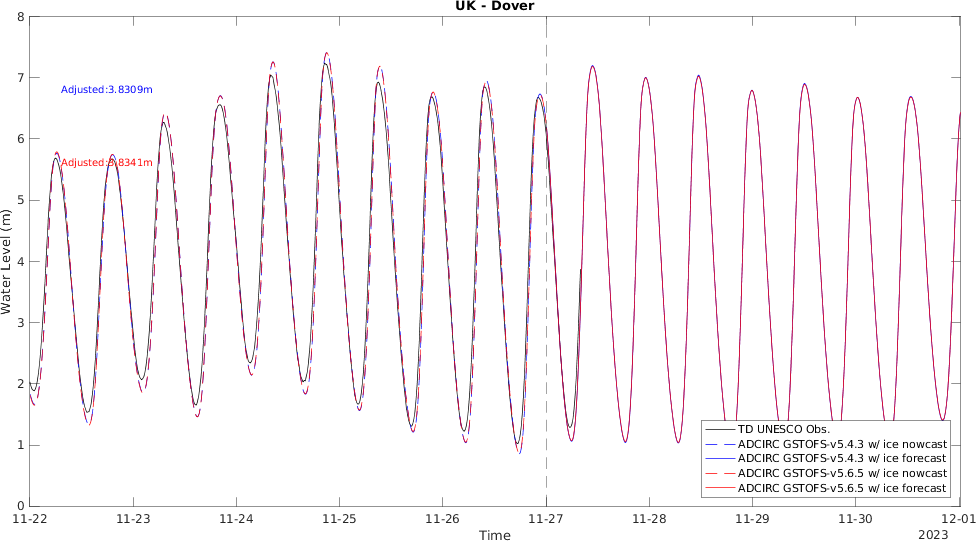 UK - Dover
8
7
6
5
4
3
2
1
0
Water Level (m)
Adjusted:3.8309m
Adjusted:3.8341m
TD UNESCO Obs.
ADCIRC GSTOFS-v5.4.3 w/ ice nowcast
ADCIRC GSTOFS-v5.4.3 w/ ice forecast
ADCIRC GSTOFS-v5.6.5 w/ ice nowcast
ADCIRC GSTOFS-v5.6.5 w/ ice forecast
11-22 11-23 11-24 11-25 11-26 11-27 11-28 11-29 11-30 12-01
Time
2023